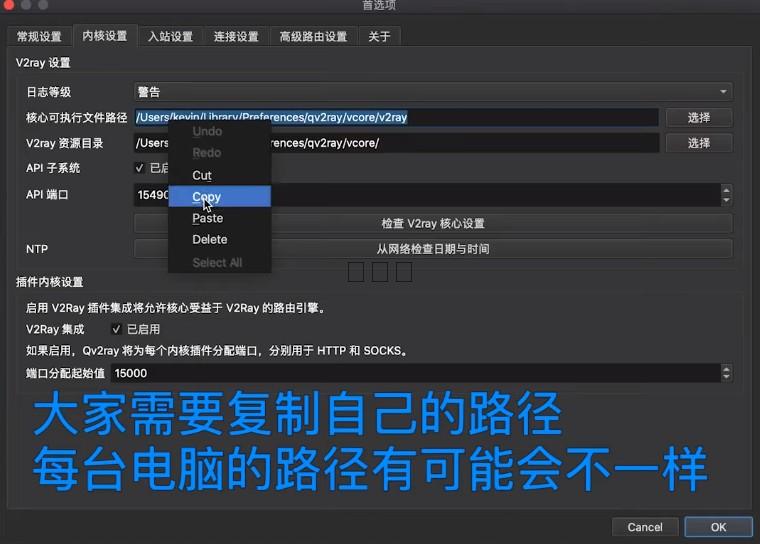 首选项
常规设置 内核设置 入站设置 连接设置 高级路由设置 关于
V2ray 设置
日志等级 警告
核心可执行文件路径 /Users/kevin/Library/Preferences/qv2ray/vcore/v2ray 选择
Undo
V2ray 资源目录 /Users rences/qv2ray/vcore/ 选择
Redo
API 子系统 已启
Cut
API 端口 15490
Copy
Paste
检查 V2ray 核心设置
Delete
NTP 从网络检查日期与时间
Select All
插件内核设置
启用 V2Ray 插件集成将允许核心受益于 V2Ray 的路由引擎。
V2Ray 集成 已启用
如果启用，Qv2ray 将为每个内核插件分配端口，分别用于 HTTP 和 SOCKS。
端口分配起始值 15000
大家需要复制自己的路径
每台电脑的路径有可能会不一样
Cancel OK